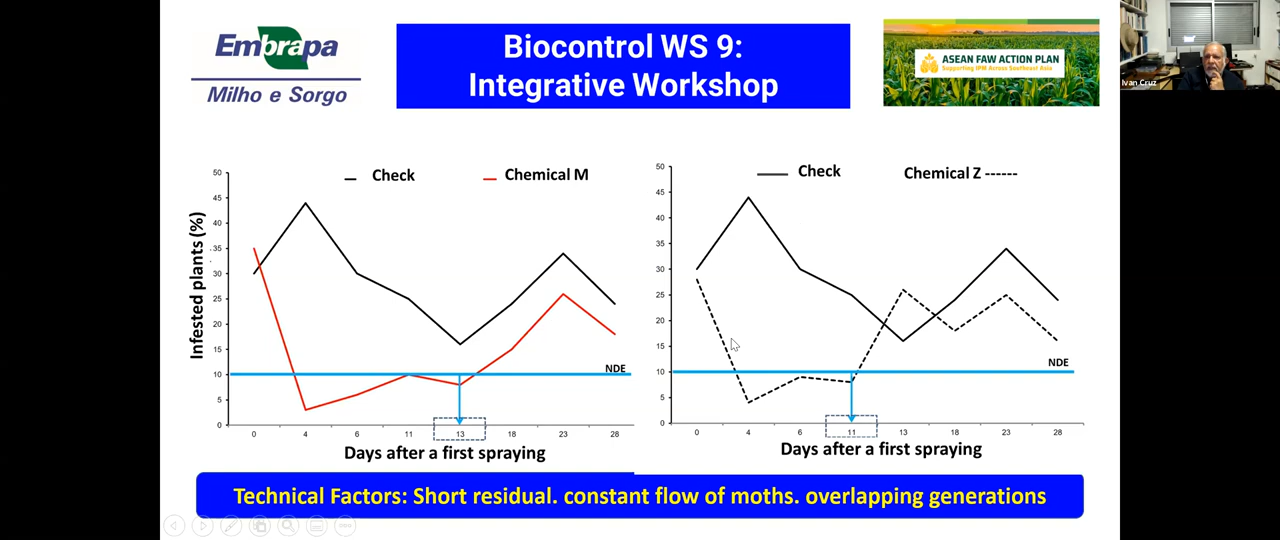 Embrapa
Milho e Sorgo
Biocontrol WS 9:
Integrative Workshop
ASEAN FAW ACTION PLAN
Supporting IPM Across Southeast Asia
Ivan Cruz
Check
Chemical M
Infested plants (%)
50
45
40
35
30
25
20
15
10
5
0
NDE
0 4 6 11 13 18 23 28
Days after a first spraying
Check
Chemical Z ------
50
45
40
35
30
25
20
15
10
5
0
NDE
0 4 6 11 13 18 23 28
Days after a first spraying
Technical Factors: Short residual. constant flow of moths. overlapping generations